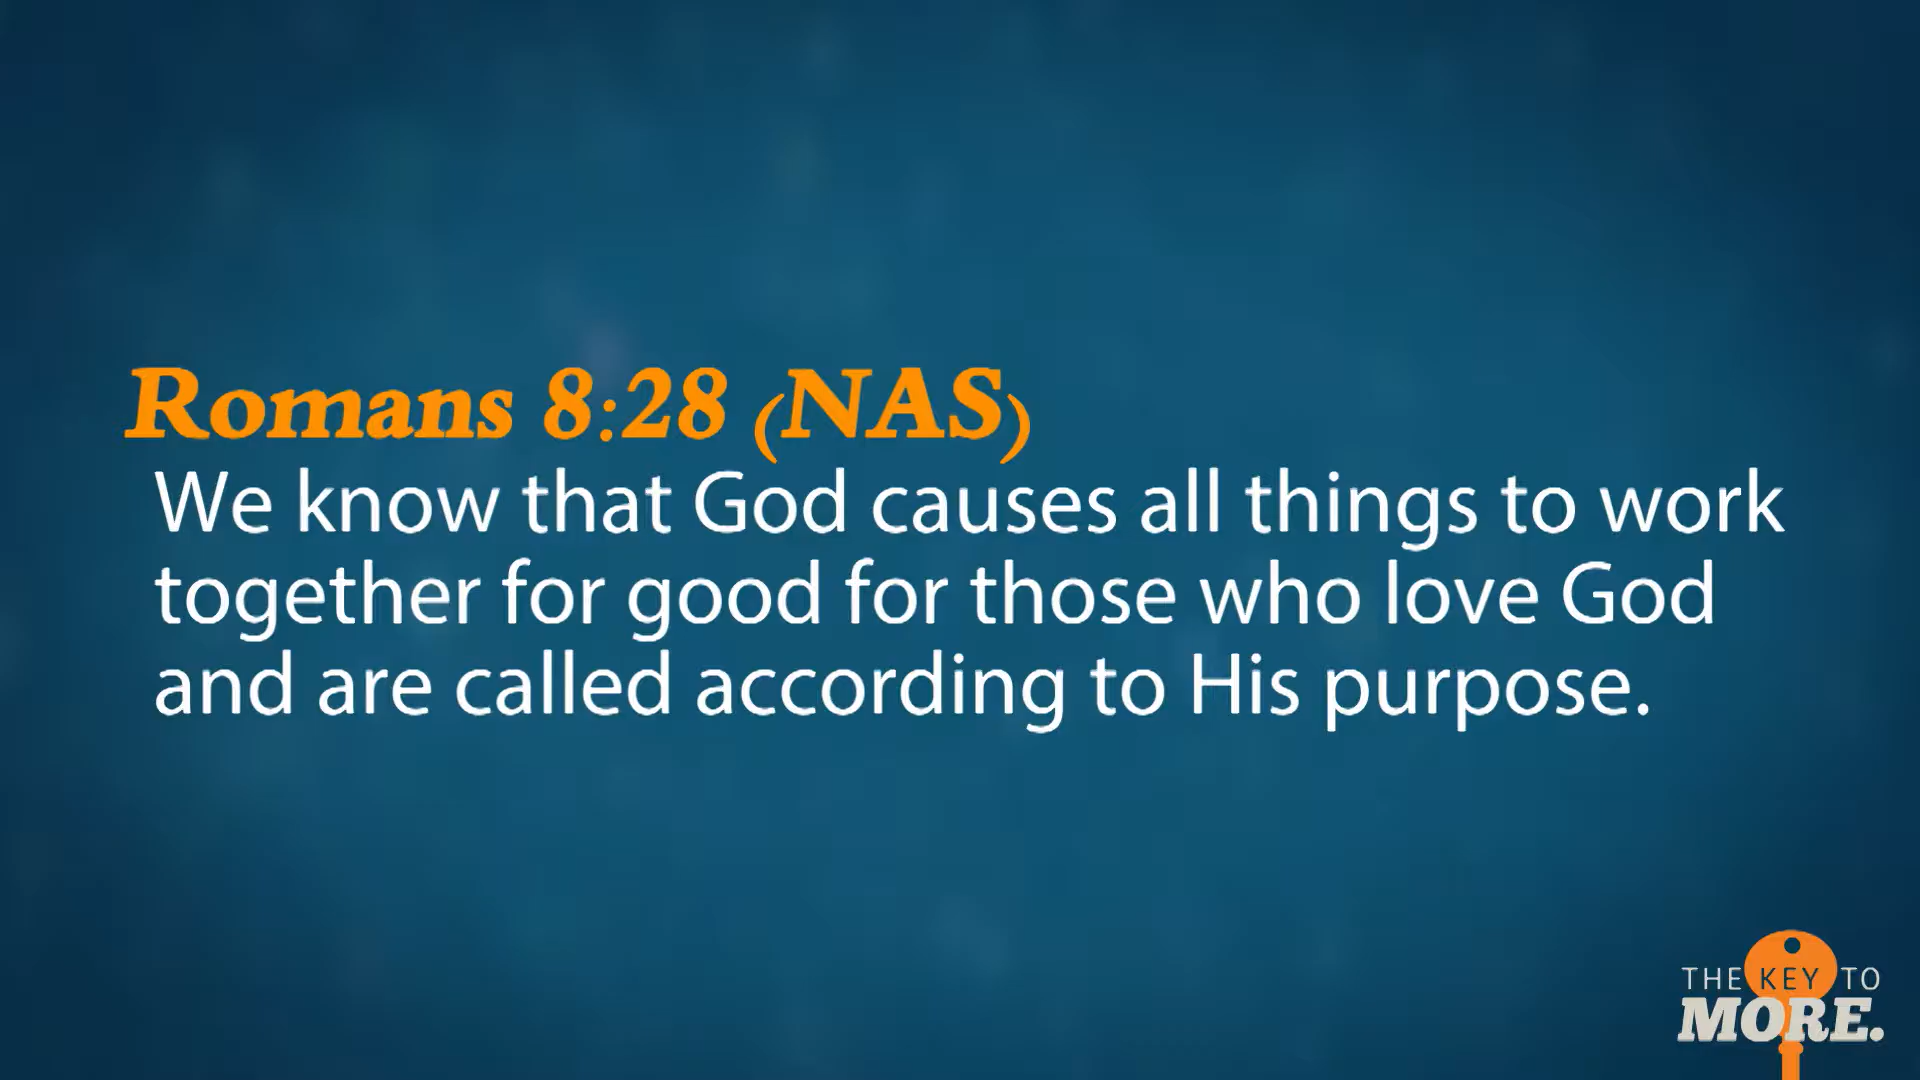 Romans 8:28 (NAS)
We know that God causes all things to work
together for good for those who love God
and are called according to His purpose.
THE KEY TO
MORE.